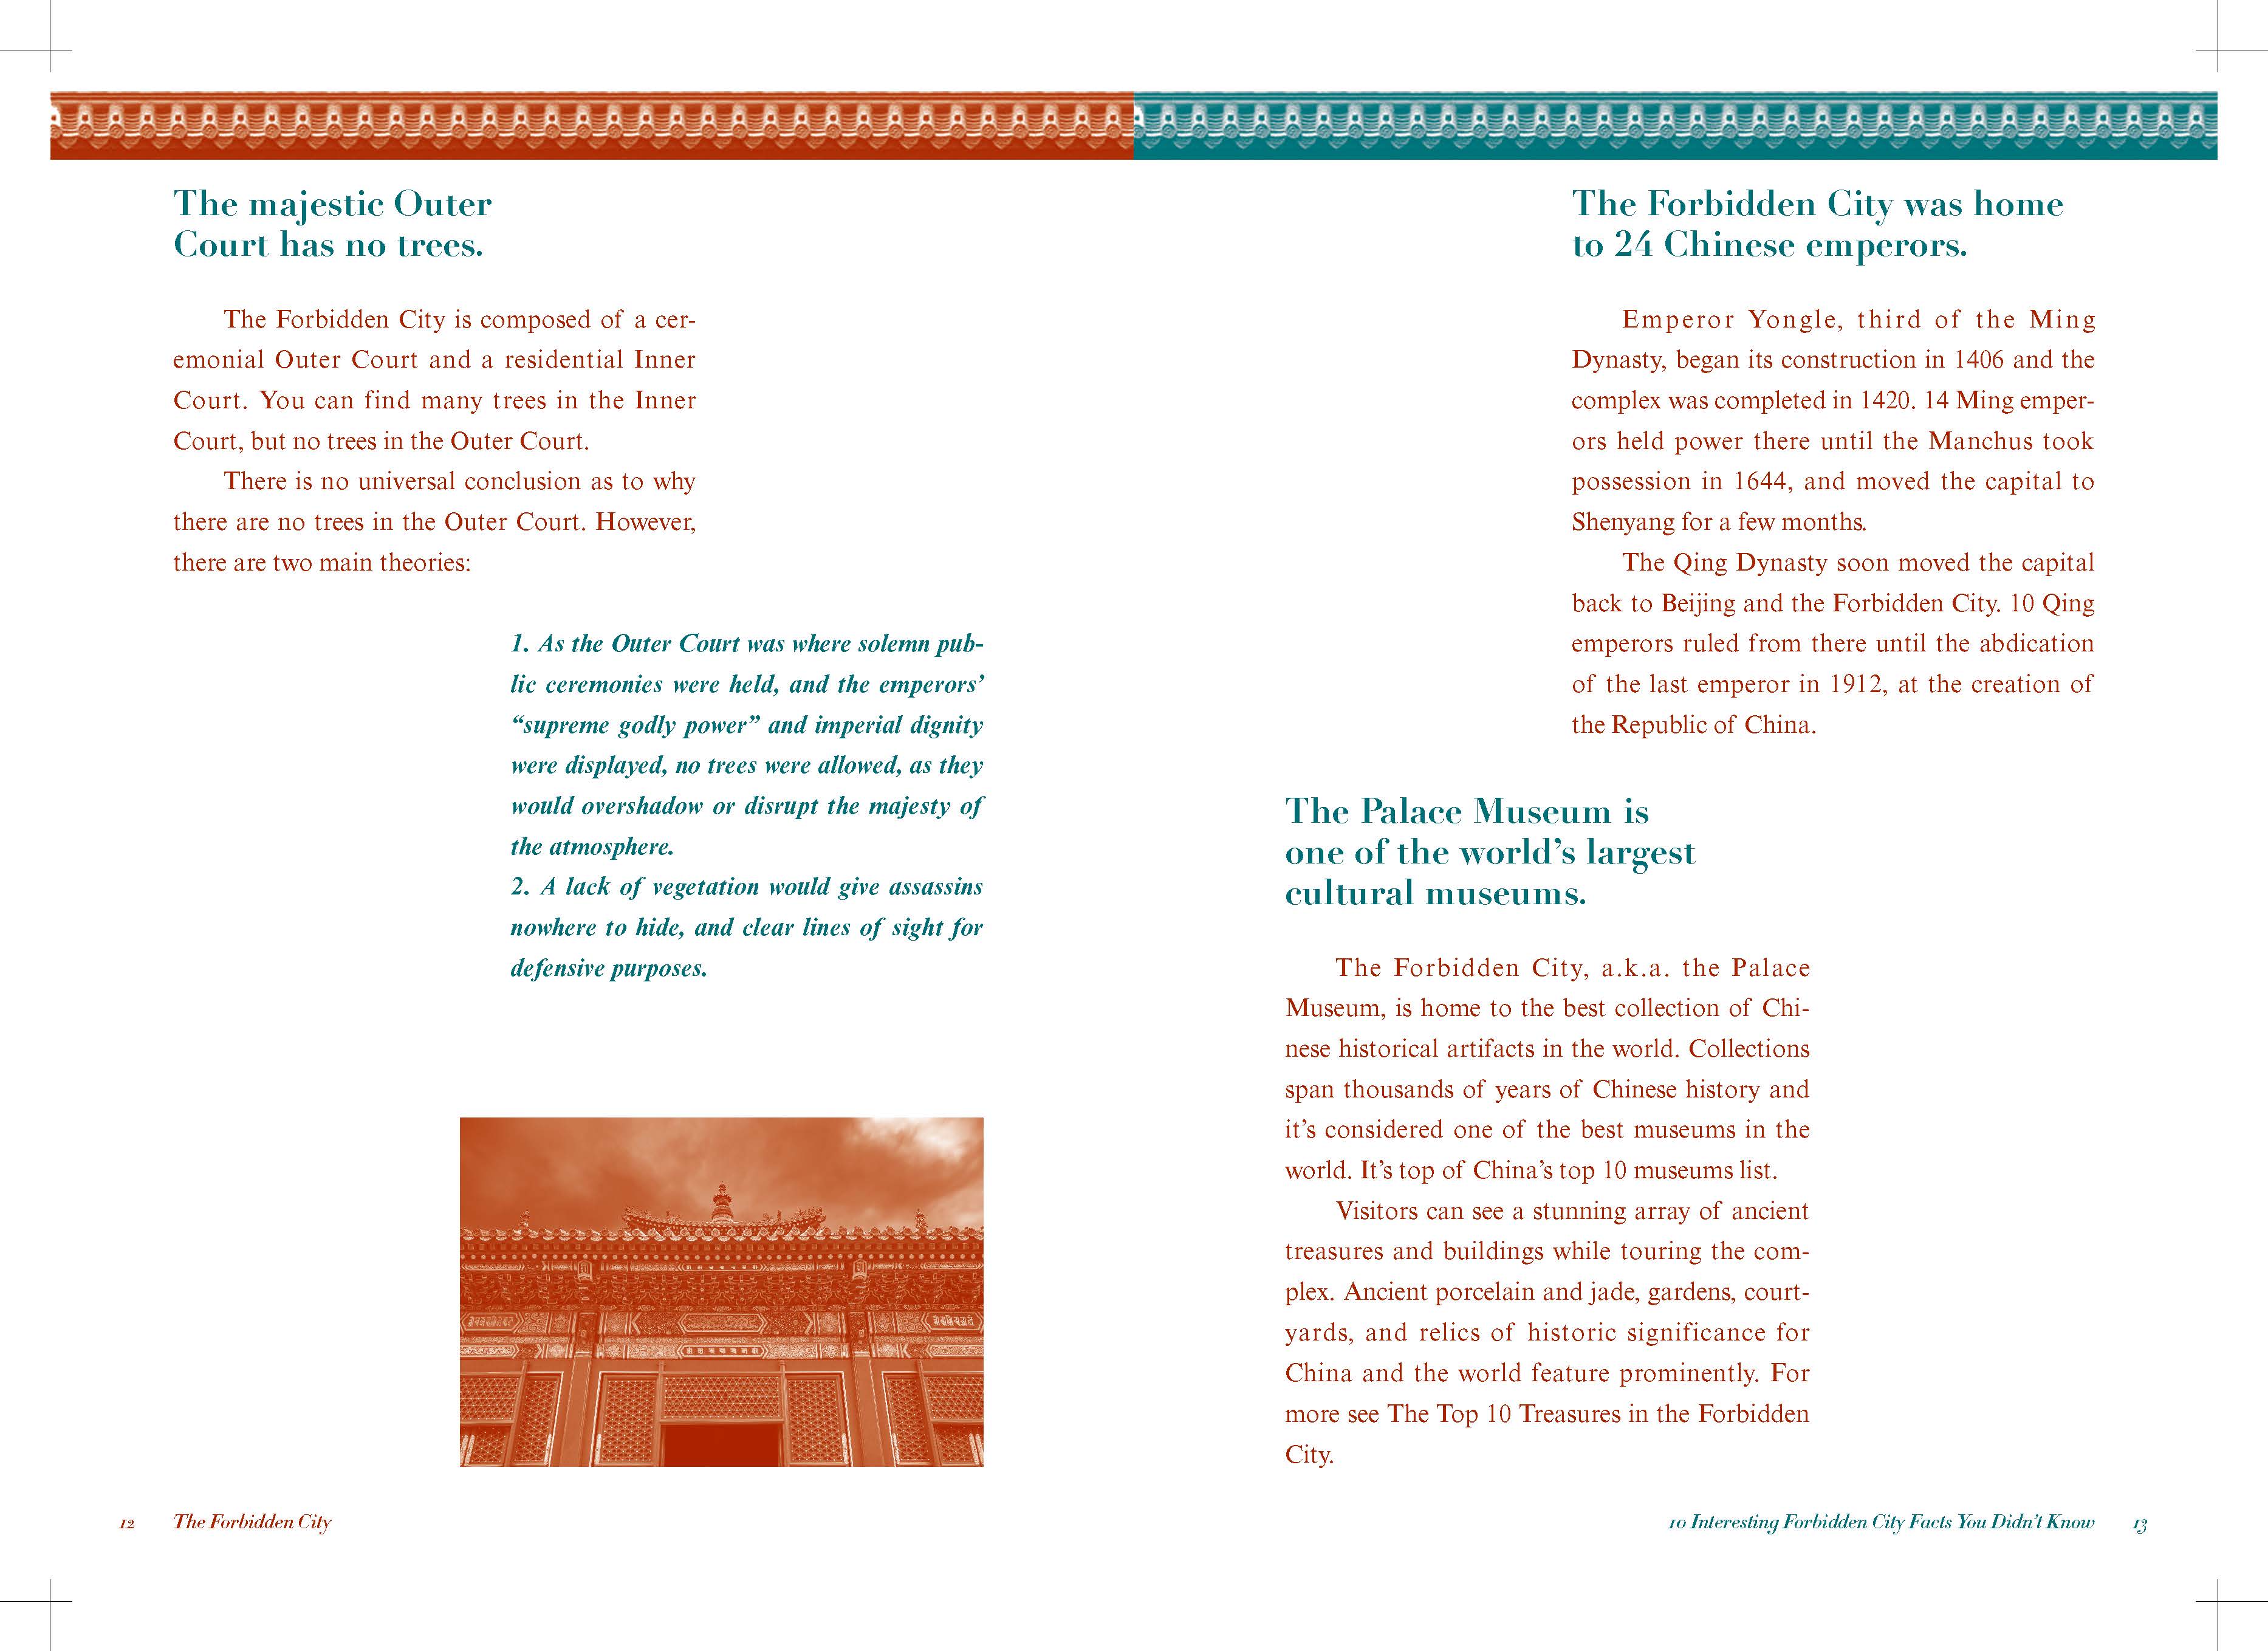 The majestic Outer
Court has no trees.
The Forbidden City is composed of a cer-
emonial Outer Court and a residential Inner
Court. You can find many trees in the Inner
Court, but no trees in the Outer Court.
There is no universal conclusion as to why
there are no trees in the Outer Court. However,
there are two main theories:
1. As the Outer Court was where solemn pub-
lic ceremonies were held, and the emperors’
“supreme godly power” and imperial dignity
were displayed, no trees were allowed, as they
would overshadow or disrupt the majesty of
the atmosphere.
2. A lack of vegetation would give assassins
nowhere to hide, and clear lines of sight for
defensive purposes.
12 The Forbidden City
The Forbidden City was home
to 24 Chinese emperors.
Emperor Yongle, third of the Ming
Dynasty, began its construction in 1406 and the
complex was completed in 1420. 14 Ming emper-
ors held power there until the Manchus took
possession in 1644, and moved the capital to
Shenyang for a few months.
The Qing Dynasty soon moved the capital
back to Beijing and the Forbidden City. 10 Qing
emperors ruled from there until the abdication
of the last emperor in 1912, at the creation of
the Republic of China.
The Palace Museum is
one of the world’s largest
cultural museums.
The Forbidden City, a.k.a. the Palace
Museum, is home to the best collection of Chi-
nese historical artifacts in the world. Collections
span thousands of years of Chinese history and
it’s considered one of the best museums in the
world. It’s top of China’s top 10 museums list.
Visitors can see a stunning array of ancient
treasures and buildings while touring the com-
plex. Ancient porcelain and jade, gardens, court-
yards, and relics of historic significance for
China and the world feature prominently. For
more see The Top 10 Treasures in the Forbidden
City.
10 Interesting Forbidden City Facts You Didn’t Know 13